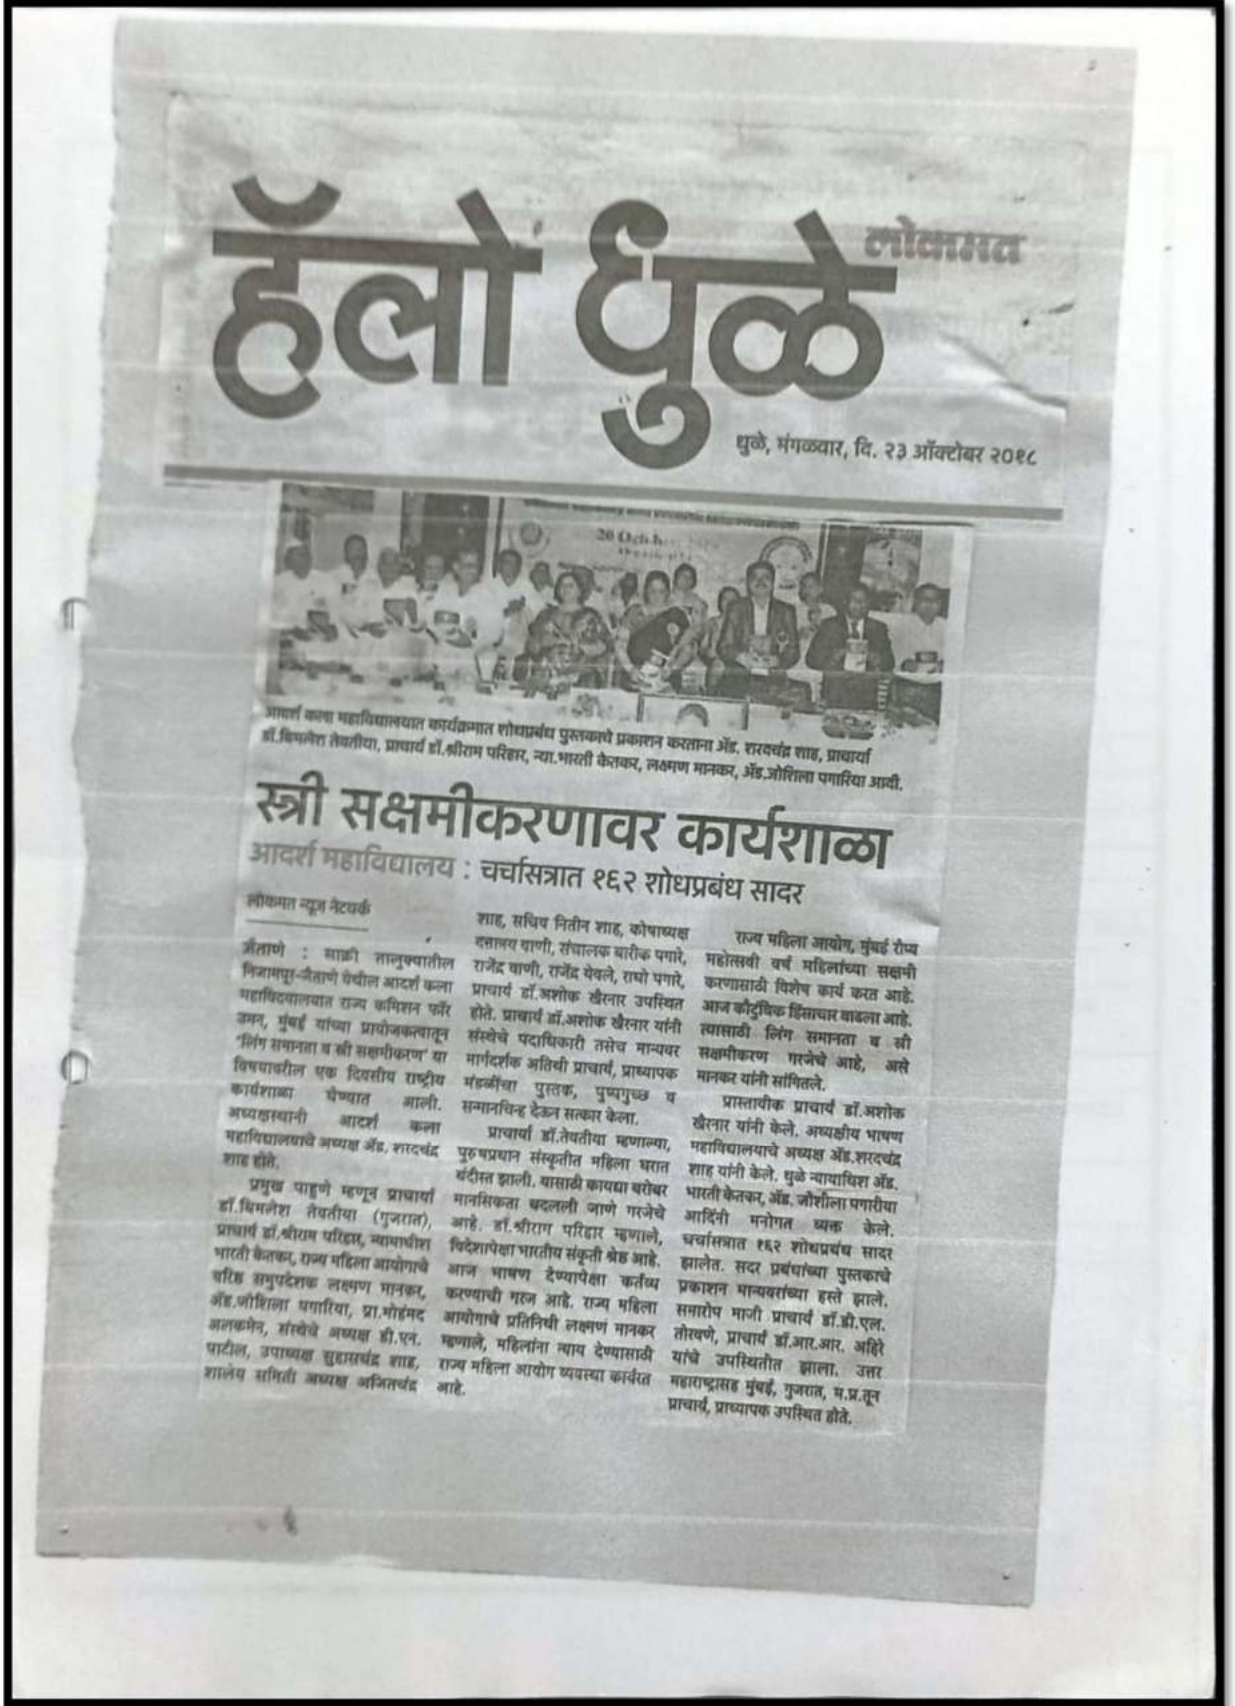 हॅलो धुळे
लोकमत
धुळे, मंगळवार, दि. २३ ऑक्टोबर २०१८
आदर्श कला महाविद्यालयात कार्यक्रमात शोधप्रबंध पुस्तकाचे प्रकाशन करताना अ‍ॅड. शरदचंद्र शाह, प्राचार्या
डॉ.बिमलेश तेवतीया, प्राचार्य डॉ.श्रीराम परिहार, न्या.भारती केतकर, लक्ष्मण मानकर, अ‍ॅड.जोशिला पगारिया आदी.
स्त्री सक्षमीकरणावर कार्यशाळा
आदर्श महाविद्यालय : चर्चासत्रात १६२ शोधप्रबंध सादर
लोकमत न्यूज नेटवर्क
जैताणे : साक्री तालुक्यातील
निजामपूर-जैताणे येथील आदर्श कला
महाविदयालयात राज्य कमिशन फॉर
उमन, मुंबई यांच्या प्रायोजकत्वातून
'लिंग समानता व स्त्री सक्षमीकरण' या
विषयावरील एक दिवसीय राष्ट्रीय
कार्यशाळा घेण्यात आली.
अध्यक्षस्थानी आदर्श कला
महाविद्यालयाचे अध्यक्ष अ‍ॅड. शरदचंद्र
शाह होते.
प्रमुख पाहुणे म्हणून प्राचार्या
डॉ.बिमलेश तेवतीया (गुजरात),
प्राचार्य डॉ.श्रीराम परिहार, न्यायाधीश
भारती केतकर, राज्य महिला आयोगाचे
वरिष्ठ समुपदेशक लक्ष्मण मानकर,
अ‍ॅड.जोशिला पगारिया, प्रा.मोहंमद
अलकमेन, संस्थेचे अध्यक्ष डी.एन.
पाटील, उपाध्यक्ष सुहासचंद्र शाह,
शालेय समिती अध्यक्ष अजितचंद्र
शाह, सचिव नितीन शाह, कोषाध्यक्ष
दत्तात्रय वाणी, संचालक बारीक पगारे,
राजेंद्र वाणी, राजेंद्र येवले, राघो पगारे,
प्राचार्य डॉ.अशोक खैरनार उपस्थित
होते. प्राचार्य डॉ.अशोक खैरनार यांनी
संस्थेचे पदाधिकारी तसेच मान्यवर
मार्गदर्शक अतिथी प्राचार्य, प्राध्यापक
मंडळींचा पुस्तक, पुष्पगुच्छ व
सन्मानचिन्ह देऊन सत्कार केला.
प्राचार्या डॉ.तेवतीया म्हणाल्या,
पुरुषप्रधान संस्कृतीत महिला घरात
बंदीस्त झाली. यासाठी कायद्या बरोबर
मानसिकता बदलली जाणे गरजेचे
आहे. डॉ.श्रीराम परिहार म्हणाले,
विदेशापेक्षा भारतीय संकृती श्रेष्ठ आहे.
आज भाषण देण्यापेक्षा कर्तव्य
करण्याची गरज आहे. राज्य महिला
आयोगाचे प्रतिनिधी लक्ष्मण मानकर
म्हणाले, महिलांना न्याय देण्यासाठी
राज्य महिला आयोग व्यवस्था कार्यरत
आहे.
राज्य महिला आयोग, मुंबई रौप्य
महोत्सवी वर्ष महिलांच्या सक्षमी
करणासाठी विशेष कार्य करत आहे.
आज कौटुंबिक हिंसाचार वाढला आहे.
त्यासाठी लिंग समानता व स्त्री
सक्षमीकरण गरजेचे आहे, असे
मानकर यांनी सांगितले.
प्रास्तावीक प्राचार्य डॉ.अशोक
खैरनार यांनी केले. अध्यक्षीय भाषण
महाविद्यालयाचे अध्यक्ष अ‍ॅड.शरदचंद्र
शाह यांनी केले. धुळे न्यायाधिश अ‍ॅड.
भारती केतकर, अ‍ॅड. जोशीला पगारीया
आदिंनी मनोगत व्यक्त केले.
चर्चासत्रात १६२ शोधप्रबंध सादर
झालेत. सदर प्रबंधांच्या पुस्तकाचे
प्रकाशन मान्यवरांच्या हस्ते झाले.
समारोप माजी प्राचार्य डॉ.डी.एल.
तोरवणे, प्राचार्य डॉ.आर.आर. अहिरे
यांचे उपस्थितीत झाला. उत्तर
महाराष्ट्रासह मुंबई, गुजरात, म.प्र.तून
प्राचार्य, प्राध्यापक उपस्थित होते.